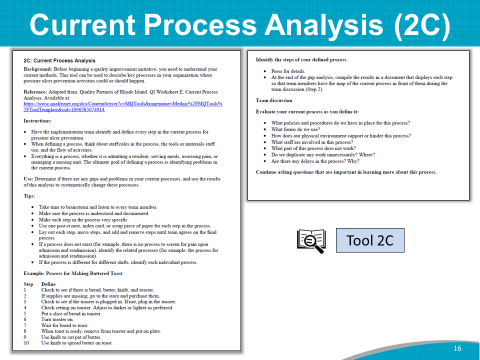 Current Process Analysis (2C)
2C: Current Process Analysis
Background: Before beginning a quality improvement initiative, you need to understand your
current methods. This tool can be used to describe key processes in your organization where
pressure ulcer prevention activities could or should happen.
Reference: Adapted from: Quality Partners of Rhode Island. QI Worksheet E. Current Process
Analysis. Available at:
Instructions:
• Have the implementation team identify and define every step in the current process for
pressure ulcer prevention.
• When defining a process, think about staff roles in the process, the tools or materials staff
use, and the flow of activities.
• Everything is a process, whether it is admitting a resident, serving meals, assessing pain, or
managing a nursing unit. The ultimate goal of defining a process is identifying problems in
the current process.
Use: Determine if there are any gaps and problems in your current processes, and use the results
of this analysis to systematically change these processes.
Tips:
• Take time to brainstorm and listen to every team member.
• Make sure the process is understood and documented.
• Make each step in the process very specific.
• Use one post-it note, index card, or scrap piece of paper for each step in the process.
• Lay out each step, move steps, and add and remove steps until team agrees on the final
process.
• If a process does not exist (for example, there is no process to screen for pain upon
admission and readmission), identify the related processes (for example, the process for
admission and readmission).
• If the process is different for different shifts, identify each individual process.
Example: Process for Making Buttered Toast
Step Define
1 Check to see if there is bread, butter, knife, and toaster.
2 If supplies are missing, go to the store and purchase them.
3 Check to see if the toaster is plugged in. If not, plug in the toaster.
4 Check setting on toaster. Adjust to darker or lighter as preferred.
5 Put a slice of bread in toaster.
6 Turn toaster on.
7 Wait for bread to toast.
8 When toast is ready, remove from toaster and put on plate.
9 Use knife to cut pat of butter.
10 Use knife to spread butter on toast.
Identify the steps of your defined process.
• Press for details.
• At the end of the gap analysis, compile the results in a document that displays each step
so that team members have the map of the current process in front of them during the
team discussion (Step 2).
Team discussion
Evaluate your current process as you define it:
• What policies and procedures do we have in place for this process?
• What forms do we use?
• How does our physical environment support or hinder this process?
• What staff are involved in this process?
• What part of this process does not work?
• Do we duplicate any work unnecessarily? Where?
• Are there any delays in the process? Why?
Continue asking questions that are important in learning more about this process.
Tool 2C
16